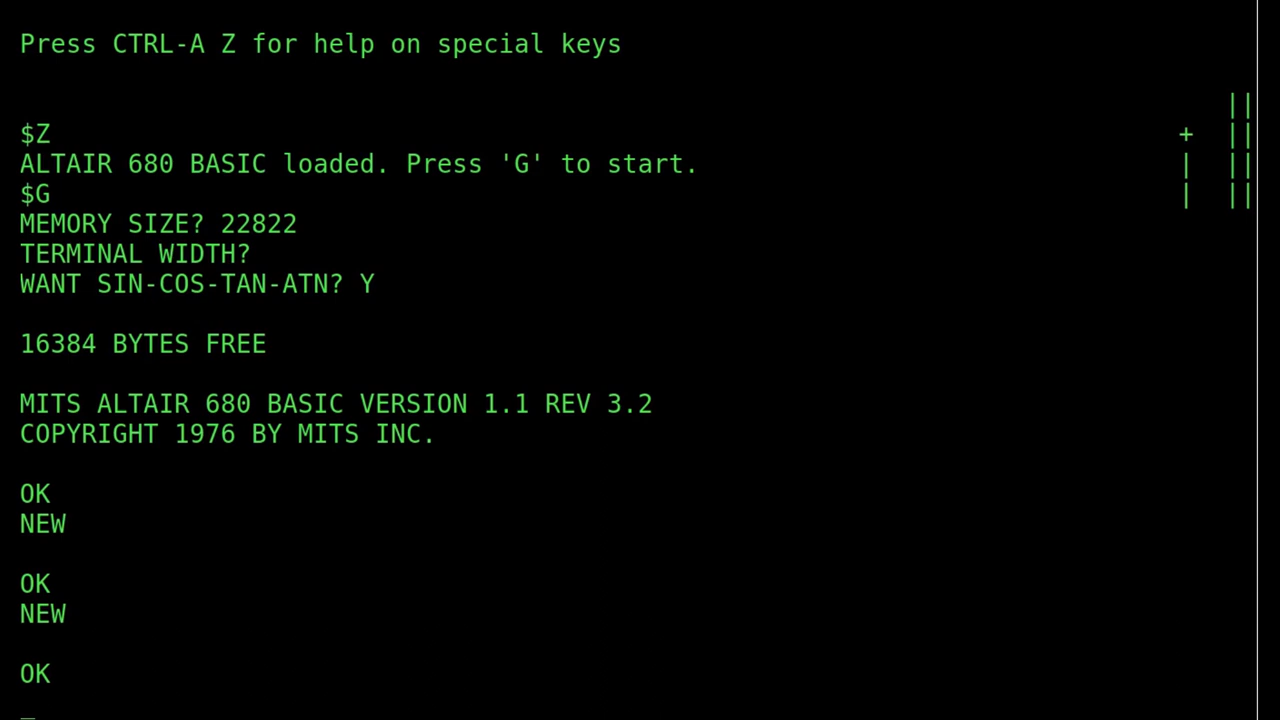 Press CTRL-A Z for help on special keys
||
$Z + ||
ALTAIR 680 BASIC loaded. Press 'G' to start. | ||
$G | ||
MEMORY SIZE? 22822
TERMINAL WIDTH?
WANT SIN-COS-TAN-ATN? Y
16384 BYTES FREE
MITS ALTAIR 680 BASIC VERSION 1.1 REV 3.2
COPYRIGHT 1976 BY MITS INC.
OK
NEW
OK
NEW
OK